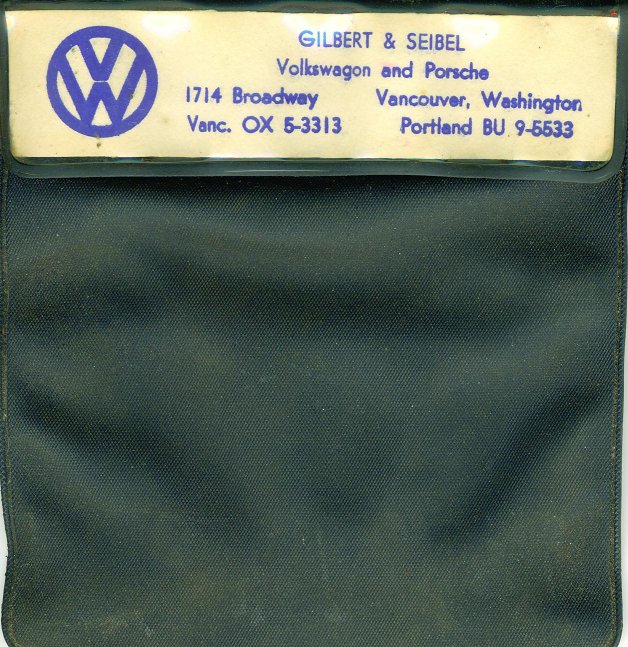 VW
GILBERT & SEIBEL
Volkswagon and Porsche
1714 Broadway Vancouver, Washington
Vanc. OX 5-3313 Portland BU 9-5533